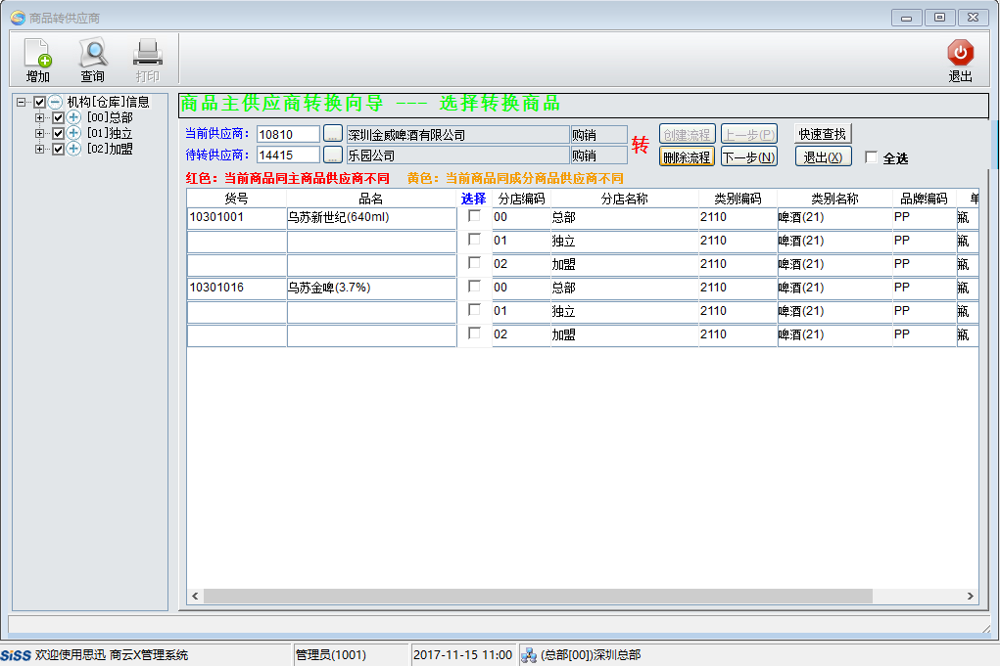 商品转供应商
增加 查询 打印 退出
机构[仓库]信息
[00]总部
[01]独立
[02]加盟
商品主供应商转换向导 --- 选择转换商品
当前供应商: 10810 ... 深圳金威啤酒有限公司 购销
待转供应商: 14415 ... 乐园公司 购销
转
创建流程 上一步(P) 快速查找
删除流程 下一步(N) 退出(X) 全选
红色：当前商品同主商品供应商不同 黄色：当前商品同成分商品供应商不同
货号 品名 选择 分店编码 分店名称 类别编码 类别名称 品牌编码 单
10301001 乌苏新世纪(640ml) 00 总部 2110 啤酒(21) PP 瓶
01 独立 2110 啤酒(21) PP 瓶
02 加盟 2110 啤酒(21) PP 瓶
10301016 乌苏金啤(3.7%) 00 总部 2110 啤酒(21) PP 瓶
01 独立 2110 啤酒(21) PP 瓶
02 加盟 2110 啤酒(21) PP 瓶
SiSS 欢迎使用思迅 商云X管理系统 管理员(1001) 2017-11-15 11:00 (总部[00])深圳总部